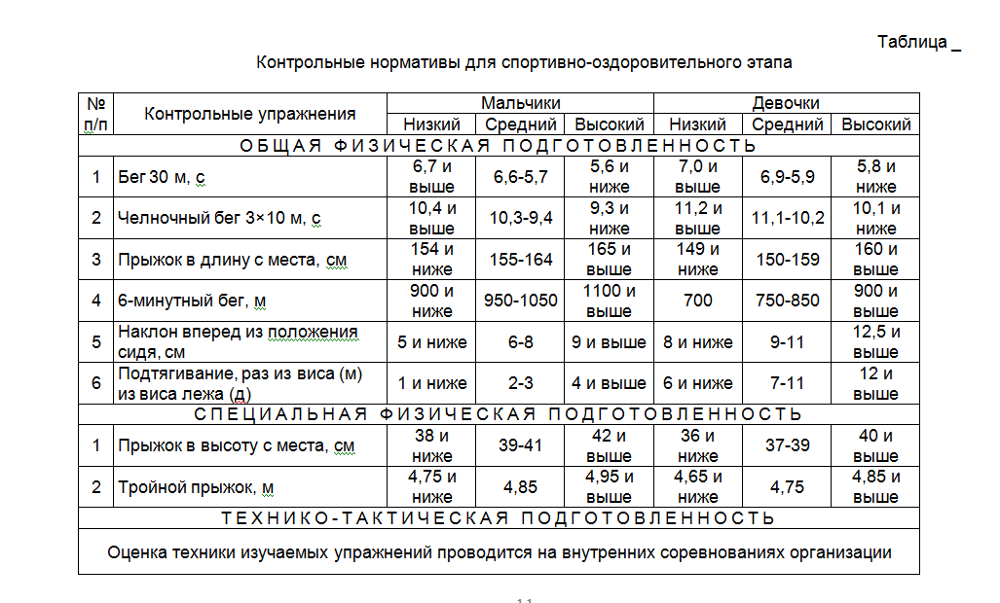 Таблица _
Контрольные нормативы для спортивно-оздоровительного этапа
№ п/п Контрольные упражнения Мальчики Девочки
Низкий Средний Высокий Низкий Средний Высокий
ОБЩАЯ ФИЗИЧЕСКАЯ ПОДГОТОВЛЕННОСТЬ
1 Бег 30 м, с 6,7 и выше 6,6-5,7 5,6 и ниже 7,0 и выше 6,9-5,9 5,8 и ниже
2 Челночный бег 3×10 м, с 10,4 и выше 10,3-9,4 9,3 и ниже 11,2 и выше 11,1-10,2 10,1 и ниже
3 Прыжок в длину с места, см 154 и ниже 155-164 165 и выше 149 и ниже 150-159 160 и выше
4 6-минутный бег, м 900 и ниже 950-1050 1100 и выше 700 750-850 900 и выше
5 Наклон вперед из положения сидя, см 5 и ниже 6-8 9 и выше 8 и ниже 9-11 12,5 и выше
6 Подтягивание, раз из виса (м) из виса лежа (д) 1 и ниже 2-3 4 и выше 6 и ниже 7-11 12 и выше
СПЕЦИАЛЬНАЯ ФИЗИЧЕСКАЯ ПОДГОТОВЛЕННОСТЬ
1 Прыжок в высоту с места, см 38 и ниже 39-41 42 и выше 36 и ниже 37-39 40 и выше
2 Тройной прыжок, м 4,75 и ниже 4,85 4,95 и выше 4,65 и ниже 4,75 4,85 и выше
ТЕХНИКО-ТАКТИЧЕСКАЯ ПОДГОТОВЛЕННОСТЬ
Оценка техники изучаемых упражнений проводится на внутренних соревнованиях организации